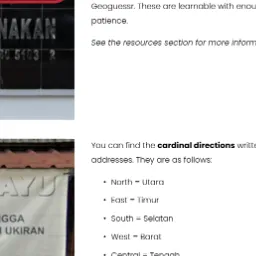 Geoguessr. These are learnable with enou
patience.
See the resources section for more inform
NAKAN
You can find the cardinal directions writt
addresses. They are as follows:
• North = Utara
• East = Timur
• South = Selatan
• West = Barat
• Central = Tengah
AYU
NGGA
UKIRAN